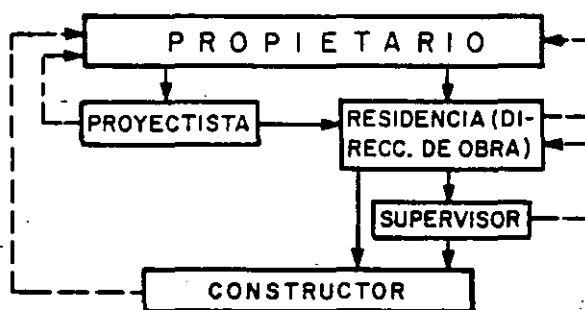 PROPIETARIO
PROYECTISTA
RESIDENCIA (DI-
RECC. DE OBRA)
SUPERVISOR
CONSTRUCTOR